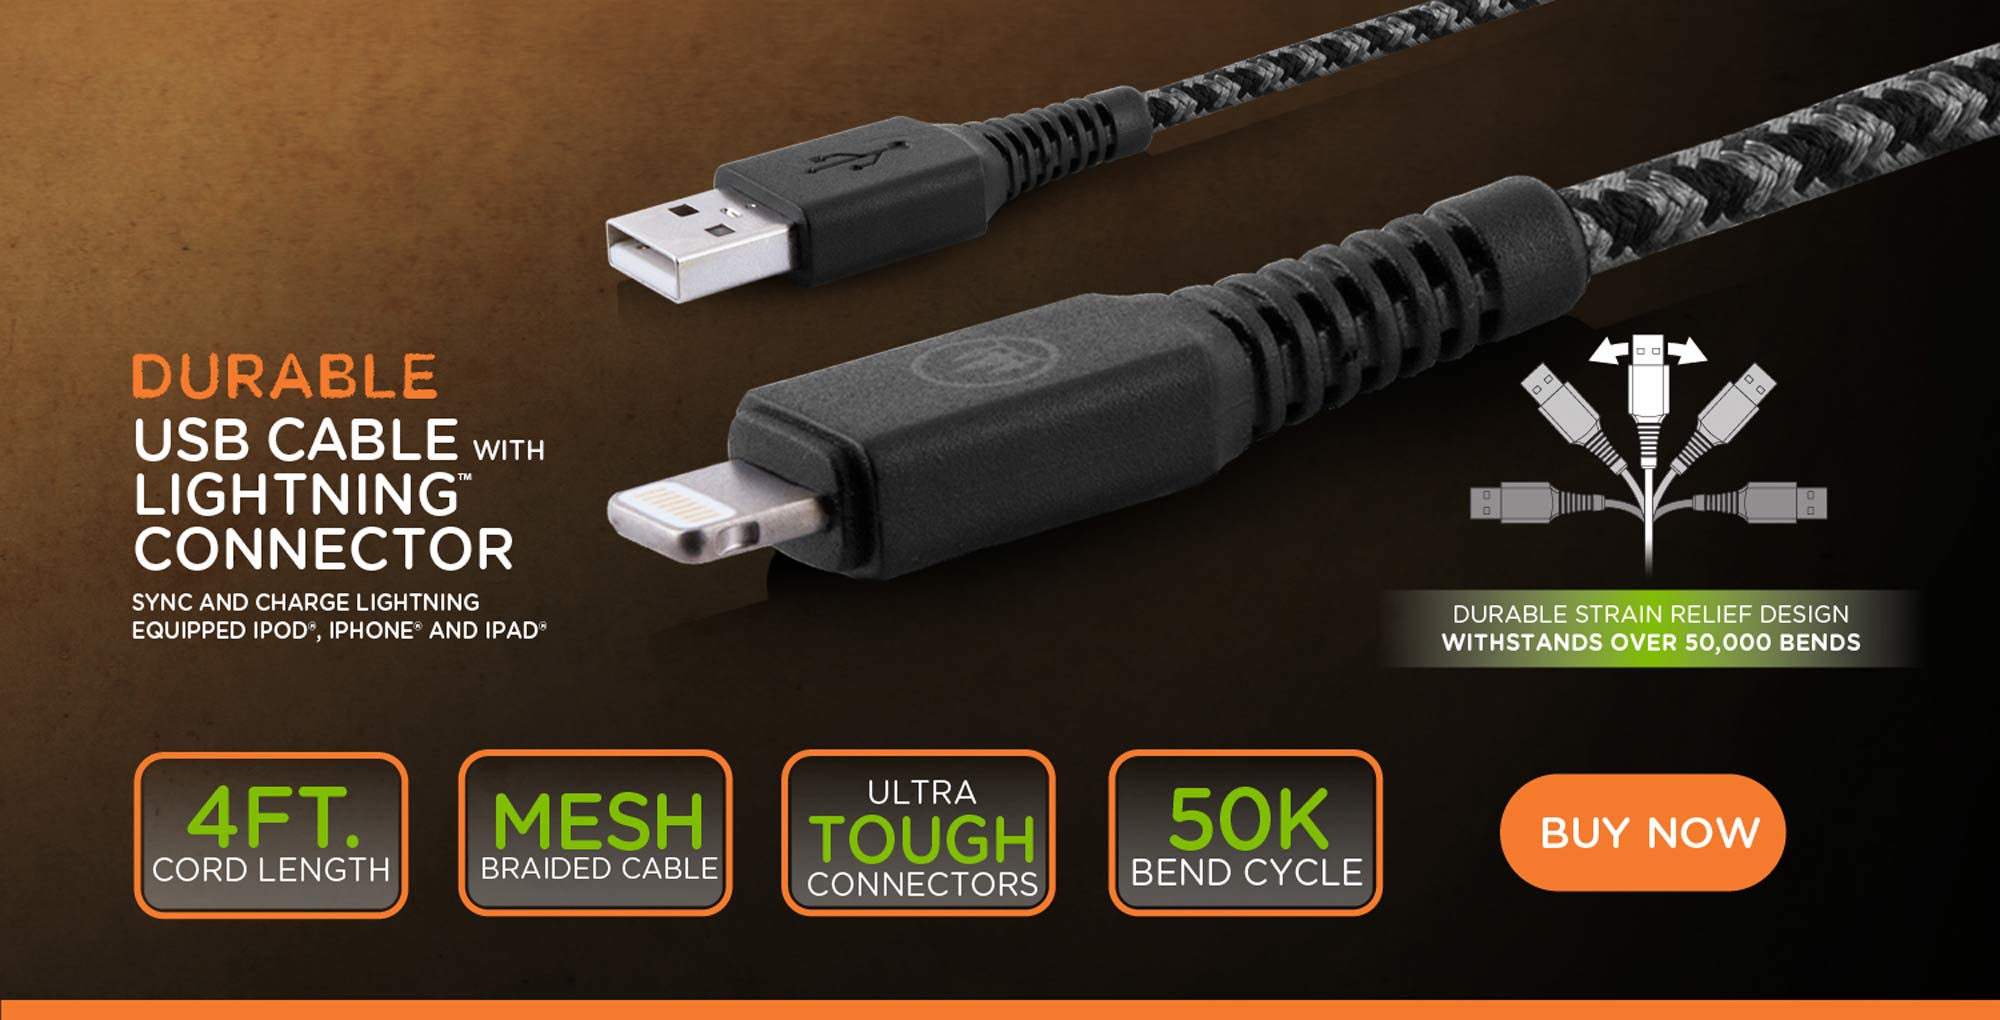 DURABLE
USB CABLE WITH
LIGHTNING™
CONNECTOR
SYNC AND CHARGE LIGHTNING
EQUIPPED IPOD®, IPHONE® AND IPAD®
DURABLE STRAIN RELIEF DESIGN
WITHSTANDS OVER 50,000 BENDS
4FT.
CORD LENGTH
MESH
BRAIDED CABLE
ULTRA
TOUGH
CONNECTORS
50K
BEND CYCLE
BUY NOW